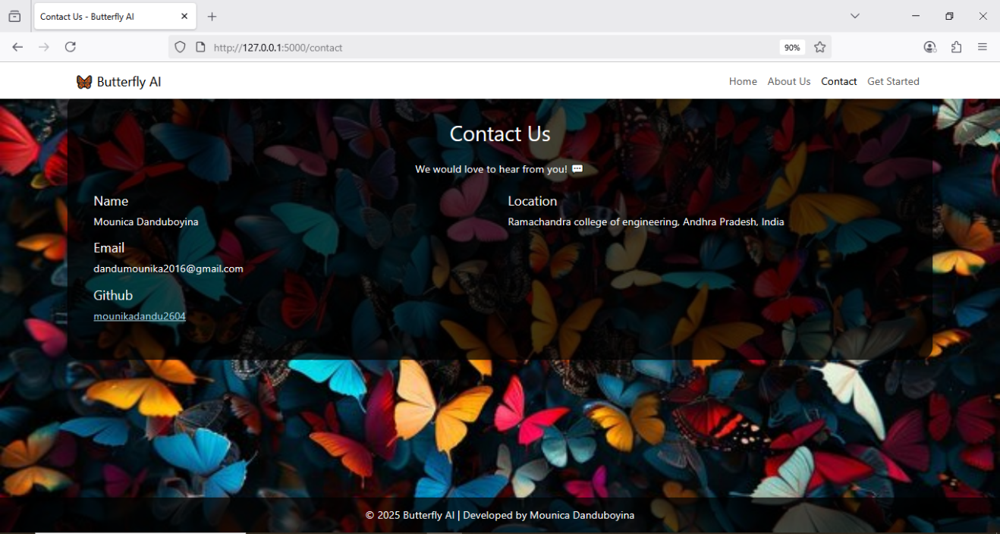 Contact Us - Butterfly AI
http://127.0.0.1:5000/contact
90%
Butterfly AI
Home About Us Contact Get Started
Contact Us
We would love to hear from you!
Name
Mounica Danduboyina
Location
Ramachandra college of engineering, Andhra Pradesh, India
Email
dandumounika2016@gmail.com
Github
mounikadandu2604
© 2025 Butterfly AI | Developed by Mounica Danduboyina